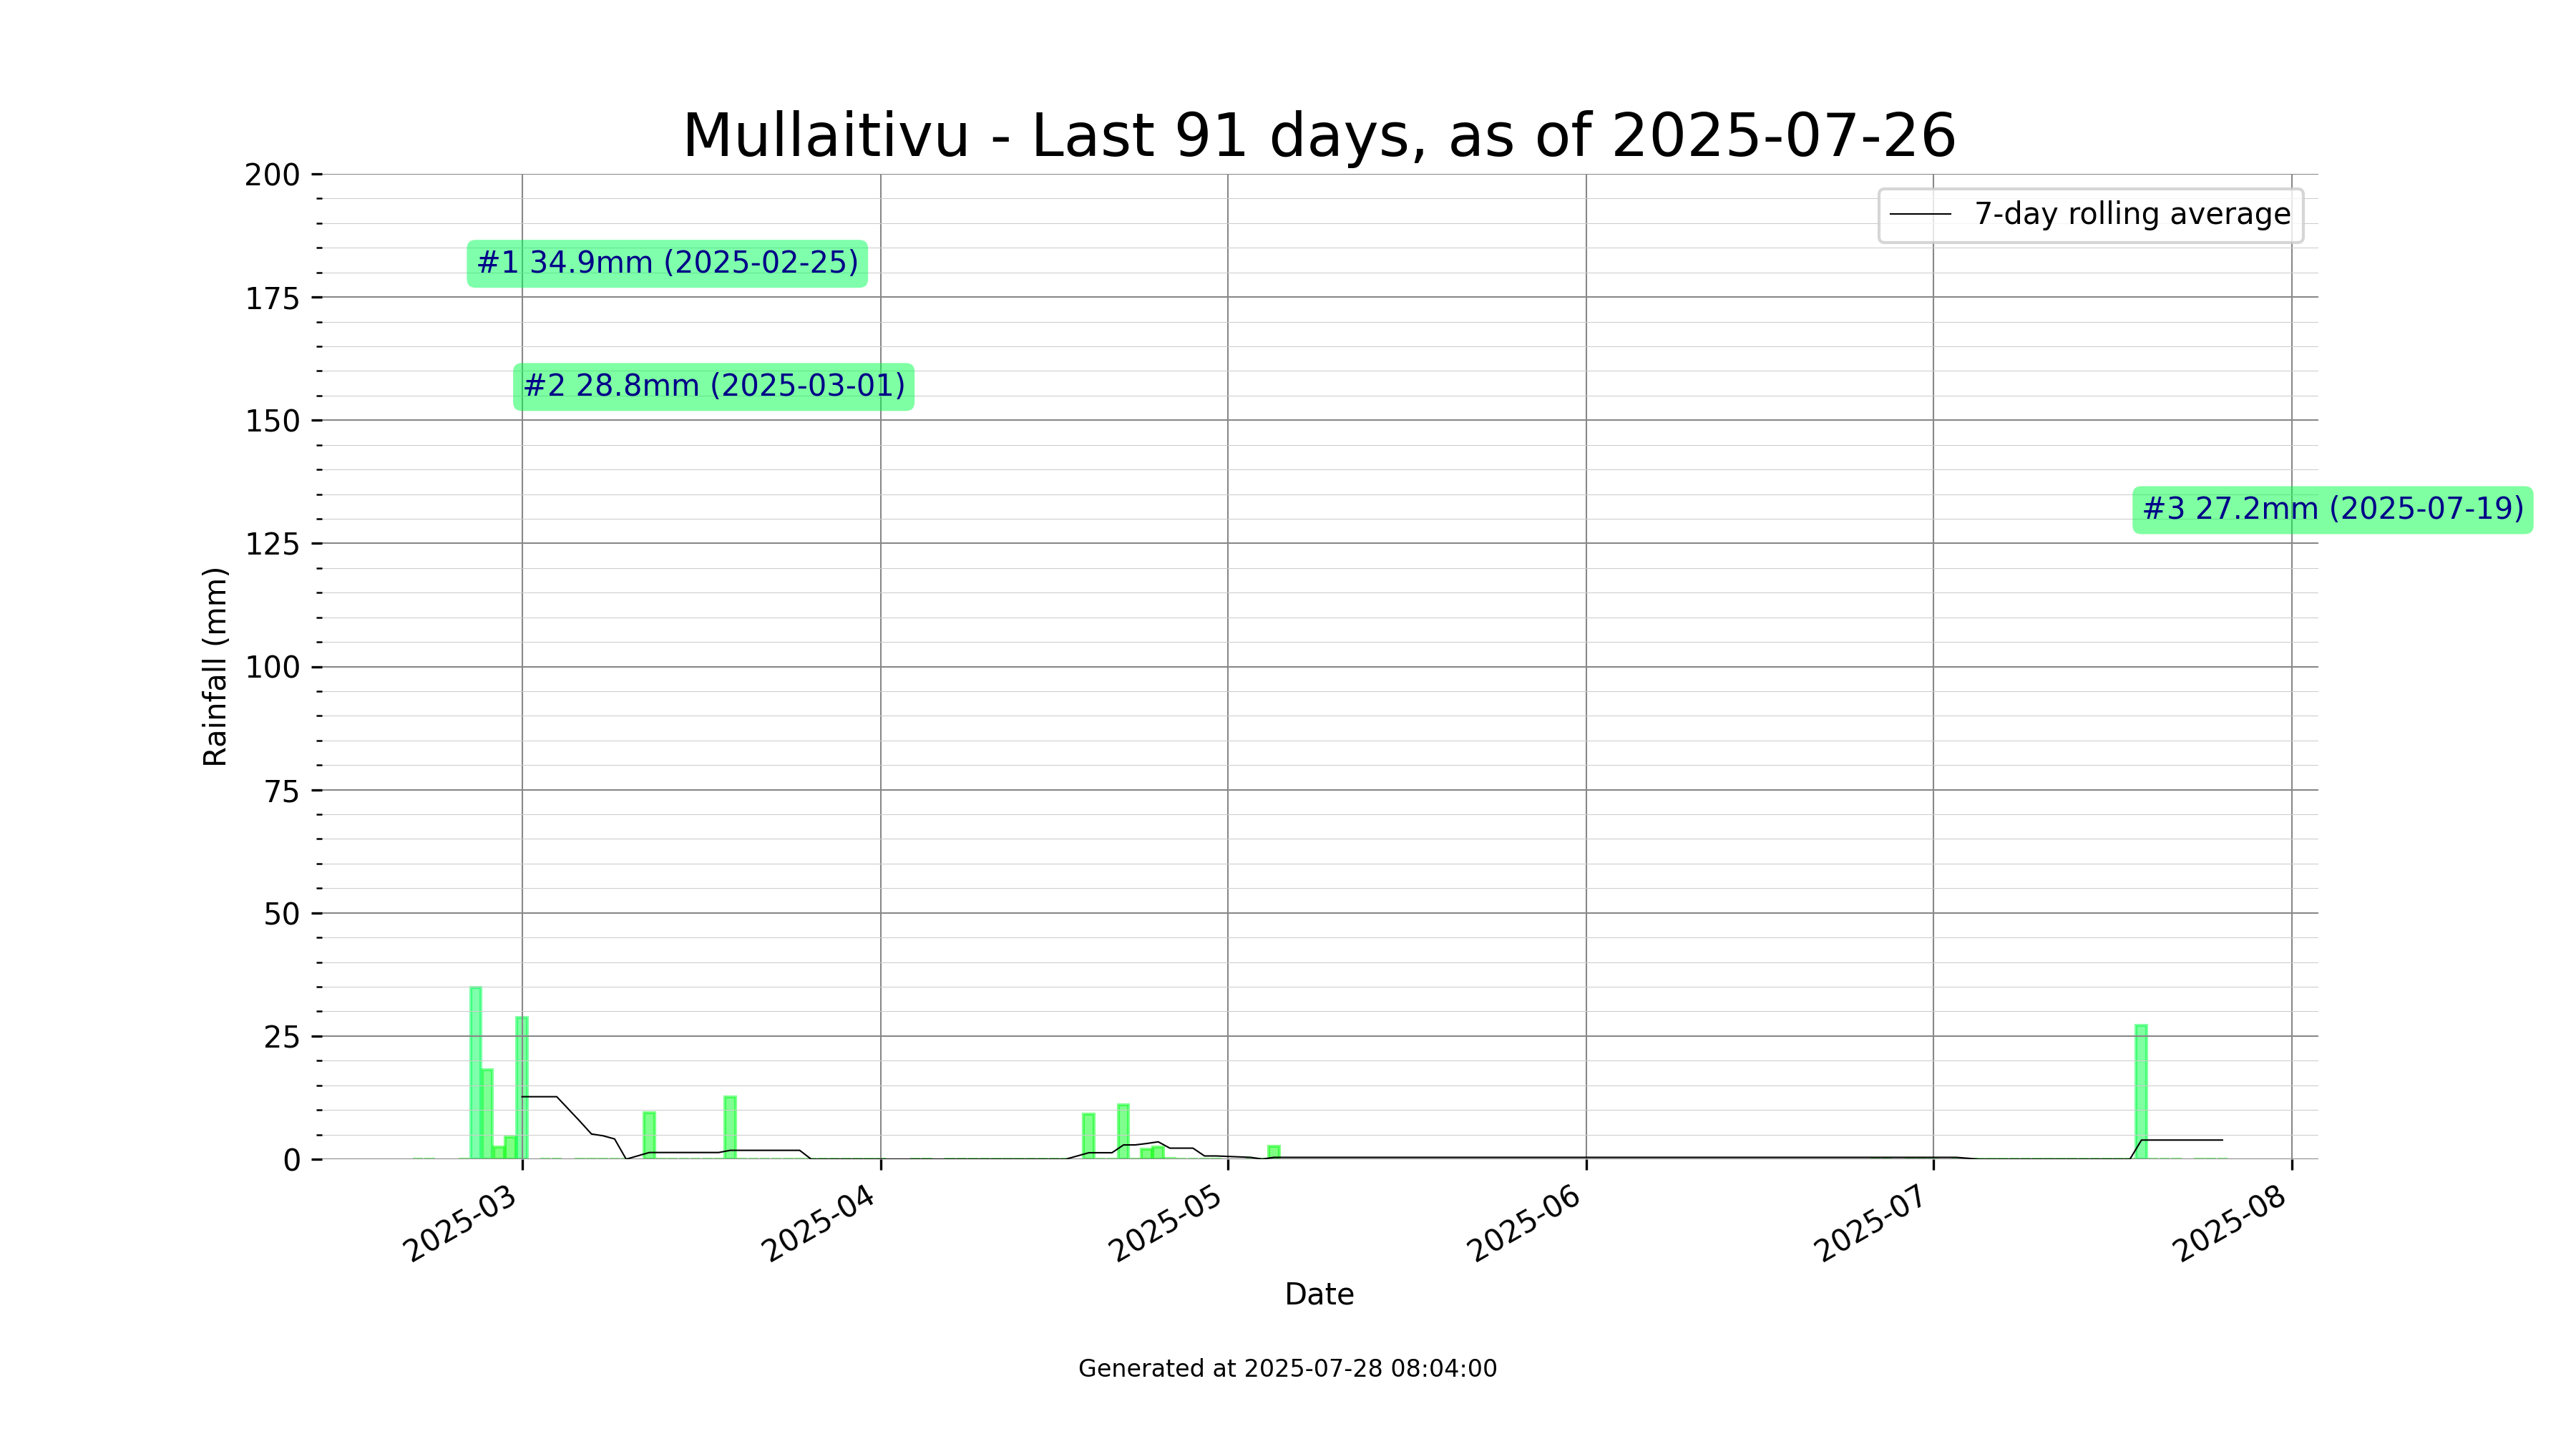 Mullaitivu - Last 91 days, as of 2025-07-26
200
175
150
125
100
75
50
25
0
Rainfall (mm)
7-day rolling average
#1 34.9mm (2025-02-25)
#2 28.8mm (2025-03-01)
#3 27.2mm (2025-07-19)
2025-03
2025-04
2025-05
2025-06
2025-07
2025-08
Date
Generated at 2025-07-28 08:04:00